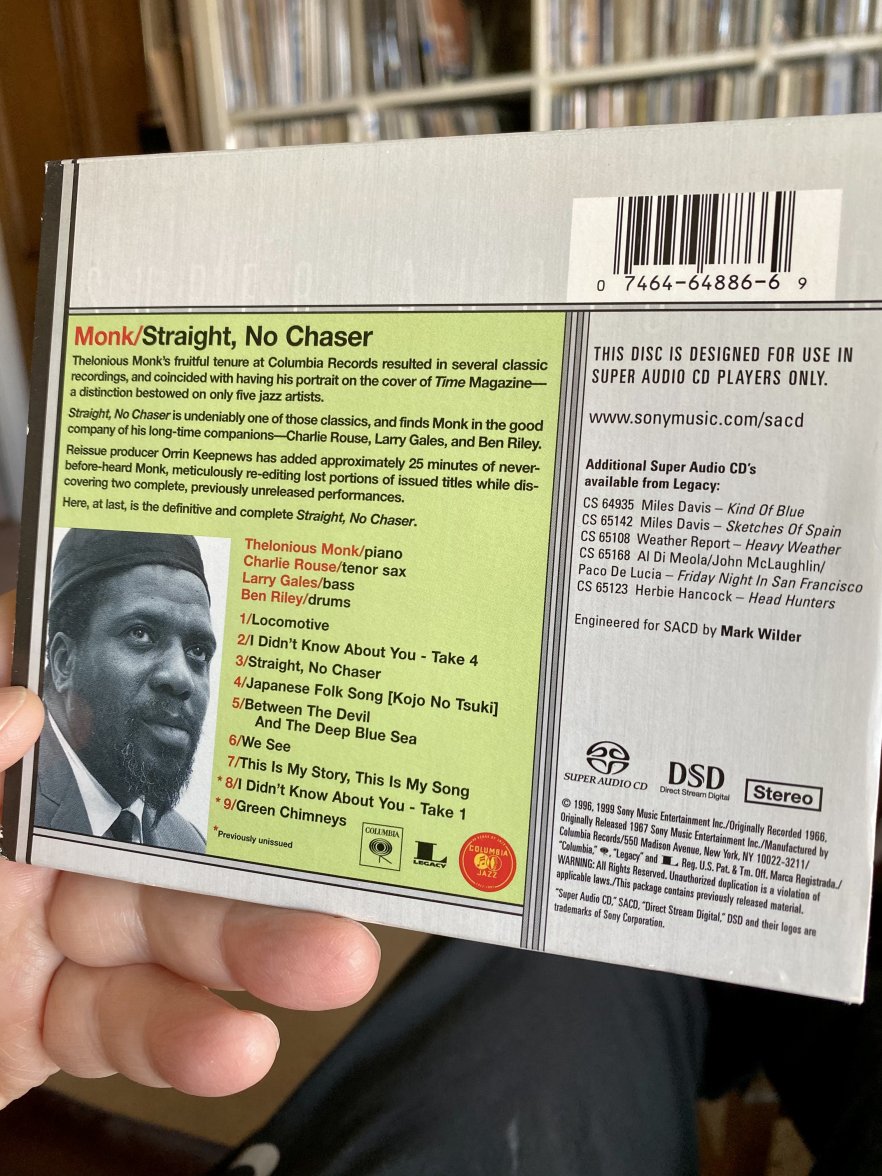 0 7464-64886-6 9
Monk/Straight, No Chaser
Thelonious Monk's fruitful tenure at Columbia Records resulted in several classic
recordings, and coincided with having his portrait on the cover of Time Magazine—
a distinction bestowed on only five jazz artists.
Straight, No Chaser is undeniably one of those classics, and finds Monk in the good
company of his long-time companions—Charlie Rouse, Larry Gales, and Ben Riley.
Reissue producer Orrin Keepnews has added approximately 25 minutes of never-
before-heard Monk, meticulously re-editing lost portions of issued titles while dis-
covering two complete, previously unreleased performances.
Here, at last, is the definitive and complete Straight, No Chaser.
Thelonious Monk/piano
Charlie Rouse/tenor sax
Larry Gales/bass
Ben Riley/drums
1/Locomotive
2/I Didn't Know About You - Take 4
3/Straight, No Chaser
4/Japanese Folk Song [Kojo No Tsuki]
5/Between The Devil
And The Deep Blue Sea
6/We See
7/This Is My Story, This Is My Song
*8/I Didn't Know About You - Take 1
*9/Green Chimneys
*Previously unissued
COLUMBIA
LEGACY
COLUMBIA
JAZZ
THIS DISC IS DESIGNED FOR USE IN
SUPER AUDIO CD PLAYERS ONLY.
www.sonymusic.com/sacd
Additional Super Audio CD's
available from Legacy:
CS 64935 Miles Davis – Kind Of Blue
CS 65142 Miles Davis – Sketches Of Spain
CS 65108 Weather Report – Heavy Weather
CS 65168 Al Di Meola/John McLaughlin/
Paco De Lucia – Friday Night In San Francisco
CS 65123 Herbie Hancock – Head Hunters
Engineered for SACD by Mark Wilder
SUPER AUDIO CD
DSD
Direct Stream Digital
Stereo
© 1996, 1999 Sony Music Entertainment Inc./Originally Recorded 1966,
Originally Released 1967 Sony Music Entertainment Inc./Manufactured by
Columbia Records/550 Madison Avenue, New York, NY 10022-3211/
"Columbia," , "Legacy" and L Reg. U.S. Pat. & Tm. Off. Marca Registrada./
WARNING: All Rights Reserved. Unauthorized duplication is a violation of
applicable laws./This package contains previously released material.
"Super Audio CD," SACD, "Direct Stream Digital," DSD and their logos are
trademarks of Sony Corporation.